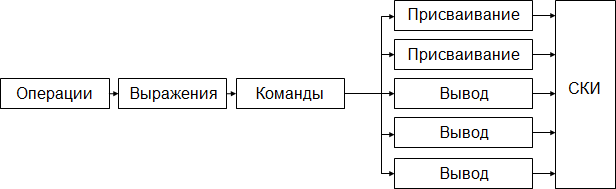 Присваивание
Присваивание
Операции
Выражения
Команды
Вывод
СКИ
Вывод
Вывод